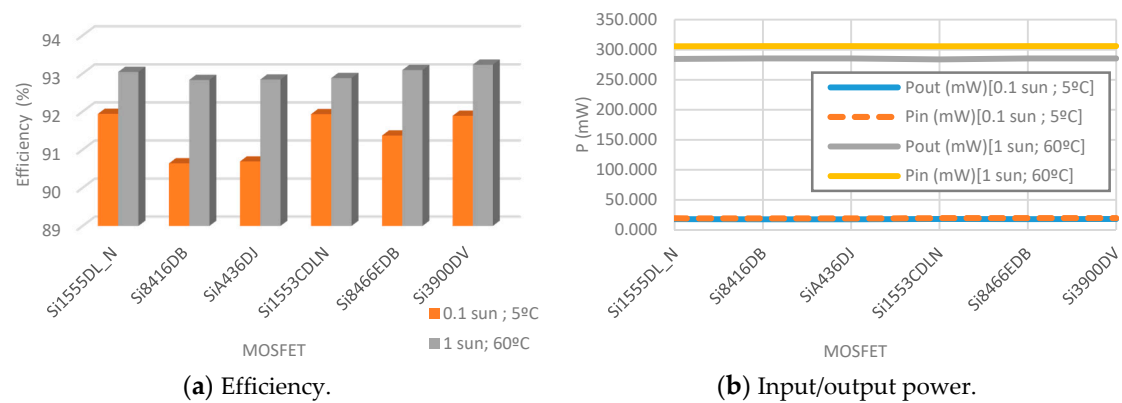 94
93
92
91
90
89
Efficiency (%)
Si1555DL_N
Si8416DB
SiA436DJ
Si1553CDLN
Si8466EDB
Si3900DV
MOSFET
0.1 sun ; 5ºC
1 sun; 60ºC
(a) Efficiency.
350.000
300.000
250.000
200.000
150.000
100.000
50.000
0.000
P (mW)
Pout (mW)[0.1 sun ; 5ºC]
Pin (mW)[0.1 sun ; 5ºC]
Pout (mW)[1 sun; 60ºC]
Pin (mW)[1 sun; 60ºC]
Si1555DL_N
Si8416DB
SiA436DJ
Si1553CDLN
Si8466EDB
Si3900DV
MOSFET
(b) Input/output power.